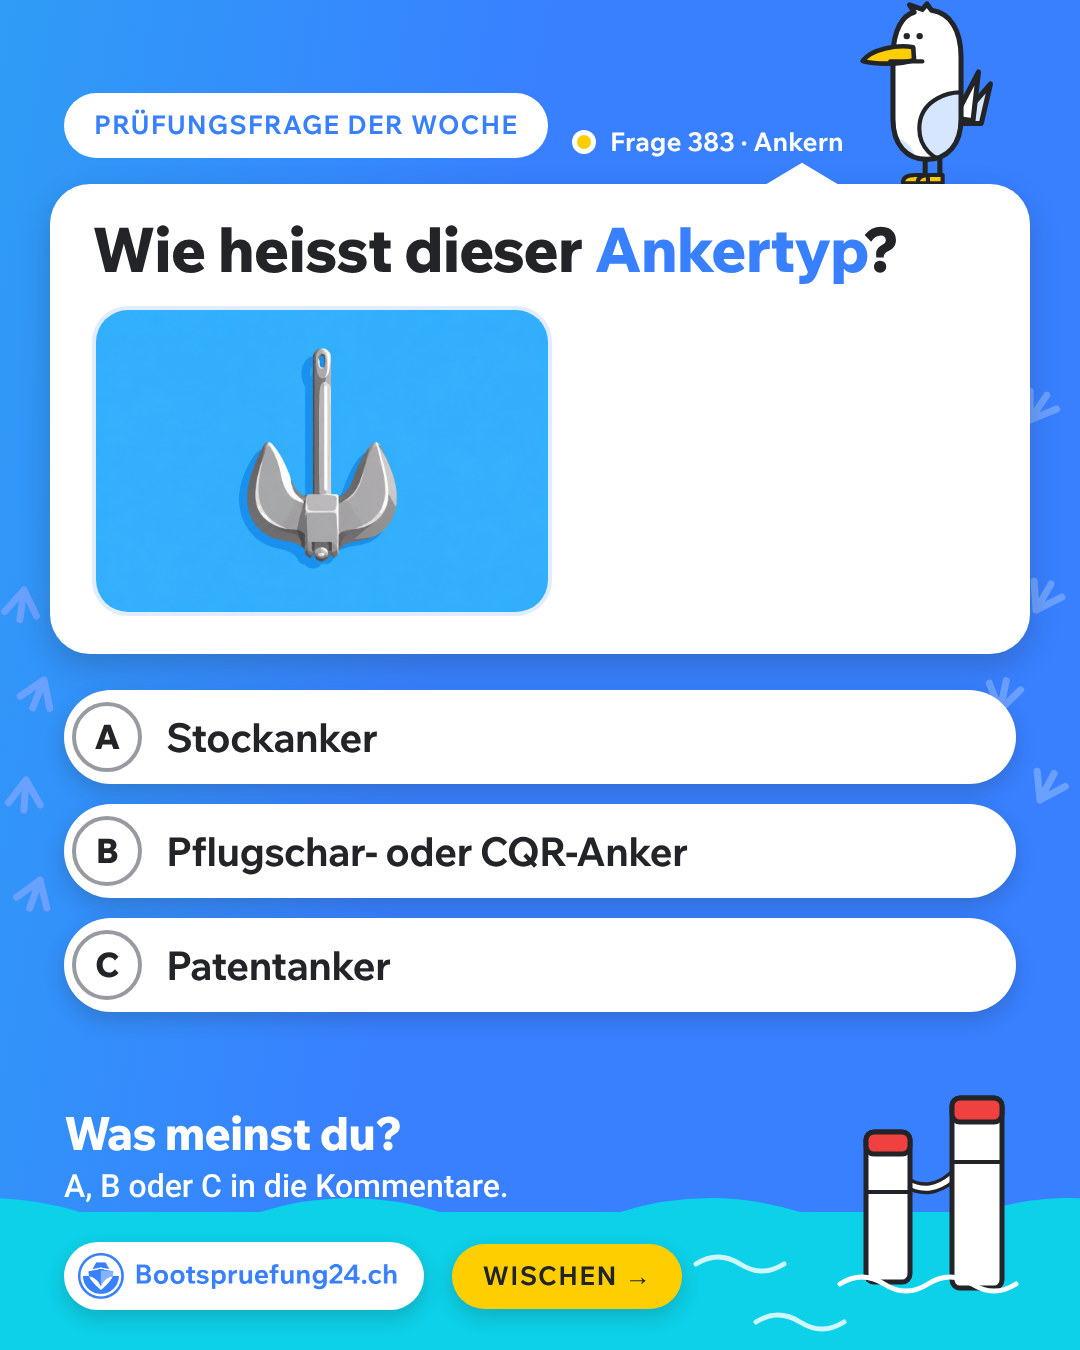 PRÜFUNGSFRAGE DER WOCHE
Frage 383 · Ankern
Wie heisst dieser Ankertyp?
A Stockanker
B Pflugschar- oder CQR-Anker
C Patentanker
Was meinst du?
A, B oder C in die Kommentare.
Bootspruefung24.ch
WISCHEN →